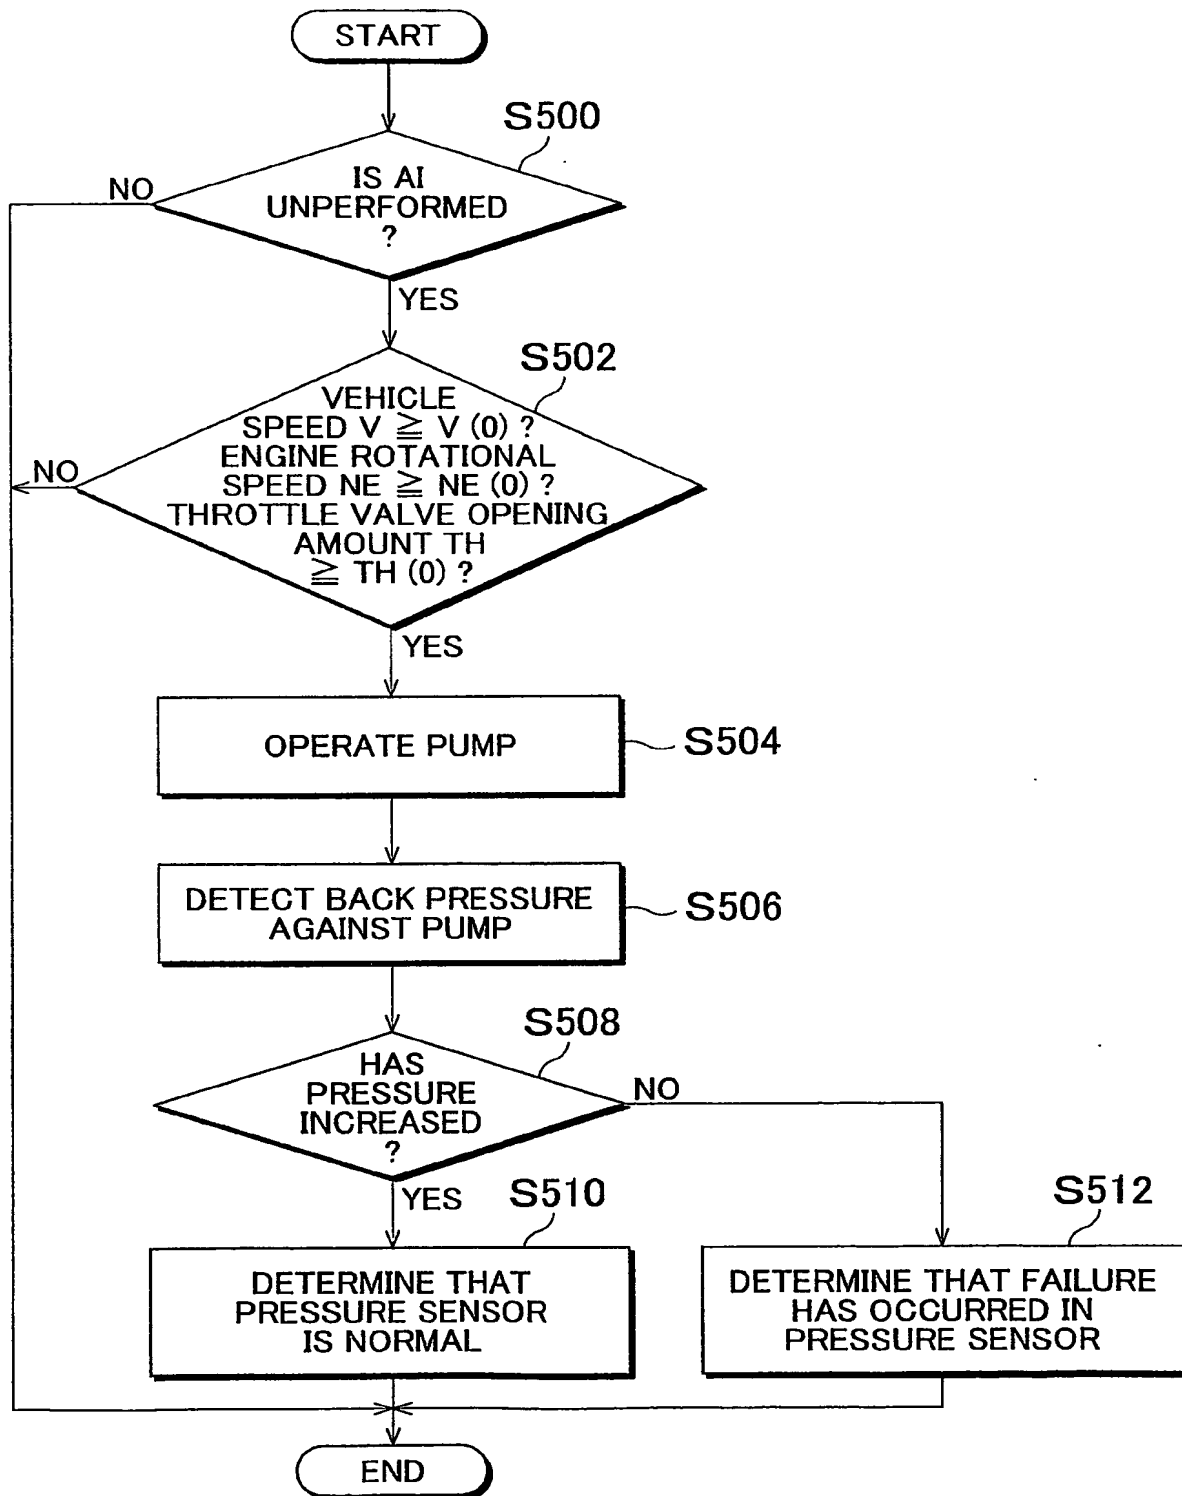 START
S500
IS AI
UNPERFORMED
?
NO
YES
S502
VEHICLE
SPEED V ≧ V (0) ?
ENGINE ROTATIONAL
SPEED NE ≧ NE (0) ?
THROTTLE VALVE OPENING
AMOUNT TH
≧ TH (0) ?
NO
YES
OPERATE PUMP
S504
DETECT BACK PRESSURE
AGAINST PUMP
S506
S508
HAS
PRESSURE
INCREASED
?
NO
YES
S510
DETERMINE THAT
PRESSURE SENSOR
IS NORMAL
S512
DETERMINE THAT FAILURE
HAS OCCURRED IN
PRESSURE SENSOR
END